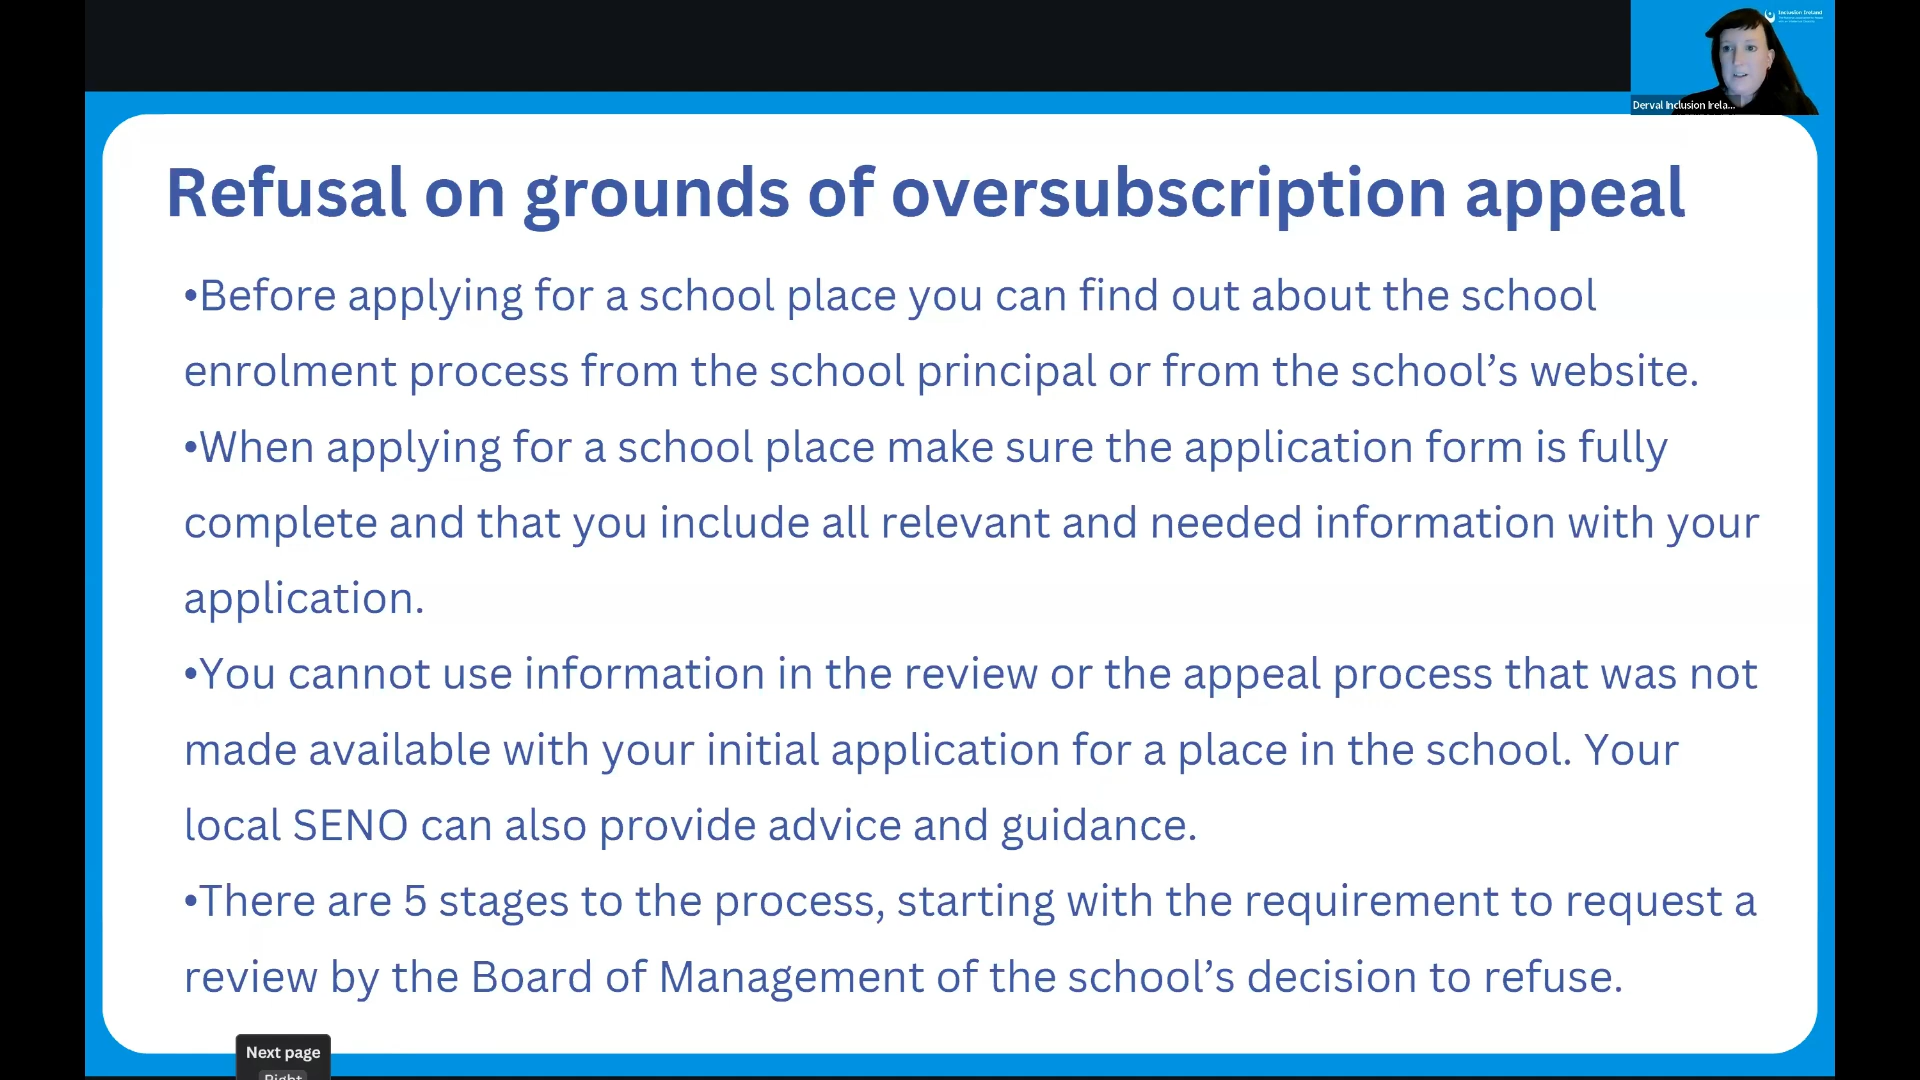 Inclusion Ireland
Derval Inclusion Irela...
Refusal on grounds of oversubscription appeal
•Before applying for a school place you can find out about the school
enrolment process from the school principal or from the school’s website.
•When applying for a school place make sure the application form is fully
complete and that you include all relevant and needed information with your
application.
•You cannot use information in the review or the appeal process that was not
made available with your initial application for a place in the school. Your
local SENO can also provide advice and guidance.
•There are 5 stages to the process, starting with the requirement to request a
review by the Board of Management of the school’s decision to refuse.
Next page
Right